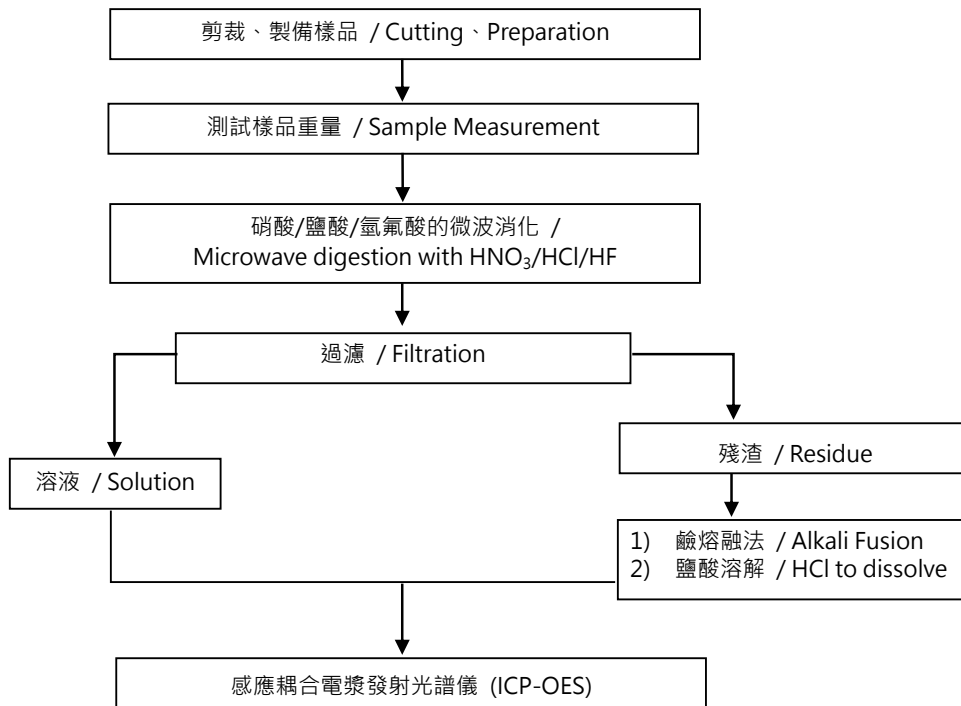 剪裁、製備樣品 / Cutting、Preparation
測試樣品重量 / Sample Measurement
硝酸/鹽酸/氫氟酸的微波消化 /
Microwave digestion with HNO₃/HCl/HF
過濾 / Filtration
溶液 / Solution
殘渣 / Residue
1) 鹼熔融法 / Alkali Fusion
2) 鹽酸溶解 / HCl to dissolve
感應耦合電漿發射光譜儀 (ICP-OES)